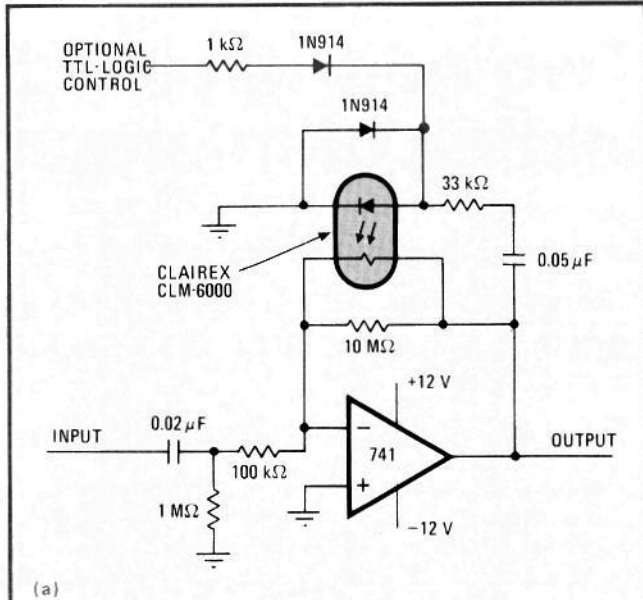 OPTIONAL
TTL-LOGIC
CONTROL
1 kΩ
1N914
1N914
33 kΩ
CLAIREX
CLM-6000
0.05 μF
10 MΩ
+12 V
INPUT
0.02 μF
100 kΩ
−
741
+
OUTPUT
1 MΩ
−12 V
(a)